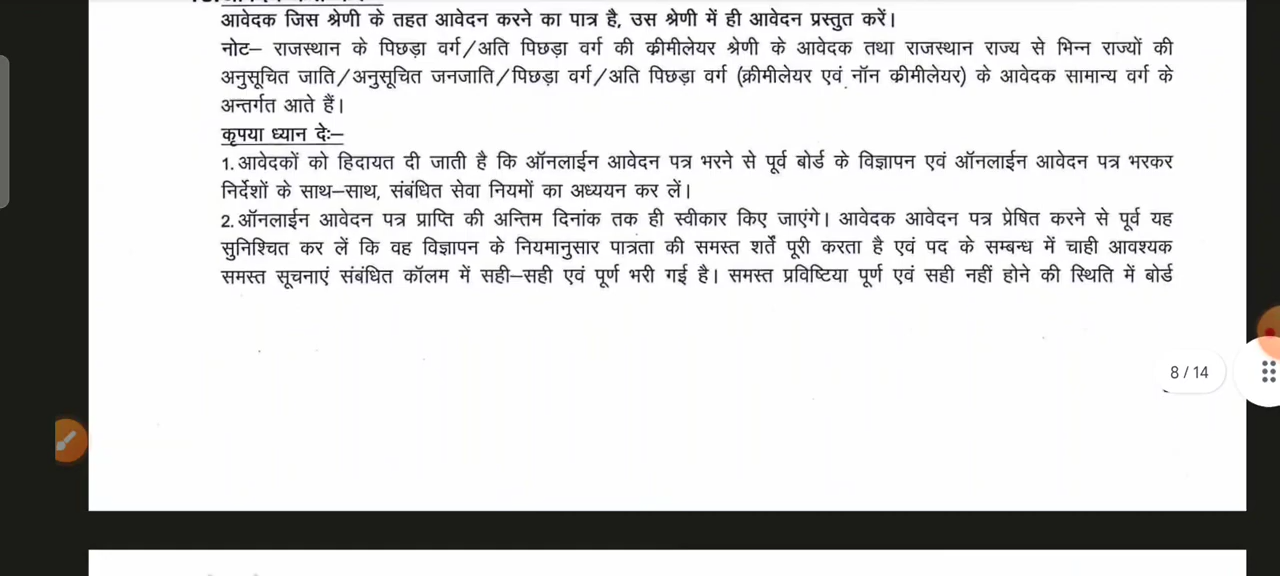 आवेदक जिस श्रेणी के तहत आवेदन करने का पात्र है, उस श्रेणी में ही आवेदन प्रस्तुत करें।
नोट– राजस्थान के पिछड़ा वर्ग/अति पिछड़ा वर्ग की क्रीमीलेयर श्रेणी के आवेदक तथा राजस्थान राज्य से भिन्न राज्यों की
अनुसूचित जाति/अनुसूचित जनजाति/पिछड़ा वर्ग/अति पिछड़ा वर्ग (क्रीमीलेयर एवं नॉन क्रीमीलेयर) के आवेदक सामान्य वर्ग के
अन्तर्गत आते हैं।
कृपया ध्यान देः–
1. आवेदकों को हिदायत दी जाती है कि ऑनलाईन आवेदन पत्र भरने से पूर्व बोर्ड के विज्ञापन एवं ऑनलाईन आवेदन पत्र भरकर
निर्देशों के साथ–साथ, संबंधित सेवा नियमों का अध्ययन कर लें।
2. ऑनलाईन आवेदन पत्र प्राप्ति की अन्तिम दिनांक तक ही स्वीकार किए जाएंगे। आवेदक आवेदन पत्र प्रेषित करने से पूर्व यह
सुनिश्चित कर लें कि वह विज्ञापन के नियमानुसार पात्रता की समस्त शर्तें पूरी करता है एवं पद के सम्बन्ध में चाही आवश्यक
समस्त सूचनाएं संबंधित कॉलम में सही–सही एवं पूर्ण भरी गई है। समस्त प्रविष्टिया पूर्ण एवं सही नहीं होने की स्थिति में बोर्ड
8 / 14